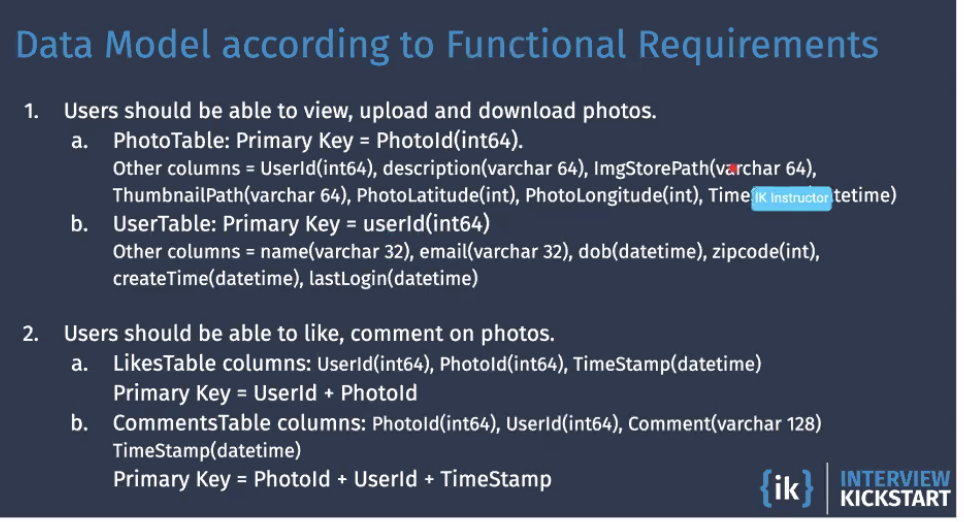 Data Model according to Functional Requirements
1. Users should be able to view, upload and download photos.
a. PhotoTable: Primary Key = PhotoId(int64).
Other columns = UserId(int64), description(varchar 64), ImgStorePath(varchar 64),
ThumbnailPath(varchar 64), PhotoLatitude(int), PhotoLongitude(int), Time IK Instructor tetime)
b. UserTable: Primary Key = userId(int64)
Other columns = name(varchar 32), email(varchar 32), dob(datetime), zipcode(int),
createTime(datetime), lastLogin(datetime)
2. Users should be able to like, comment on photos.
a. LikesTable columns: UserId(int64), PhotoId(int64), TimeStamp(datetime)
Primary Key = UserId + PhotoId
b. CommentsTable columns: PhotoId(int64), UserId(int64), Comment(varchar 128)
TimeStamp(datetime)
Primary Key = PhotoId + UserId + TimeStamp
{ik} INTERVIEW
KICKSTART